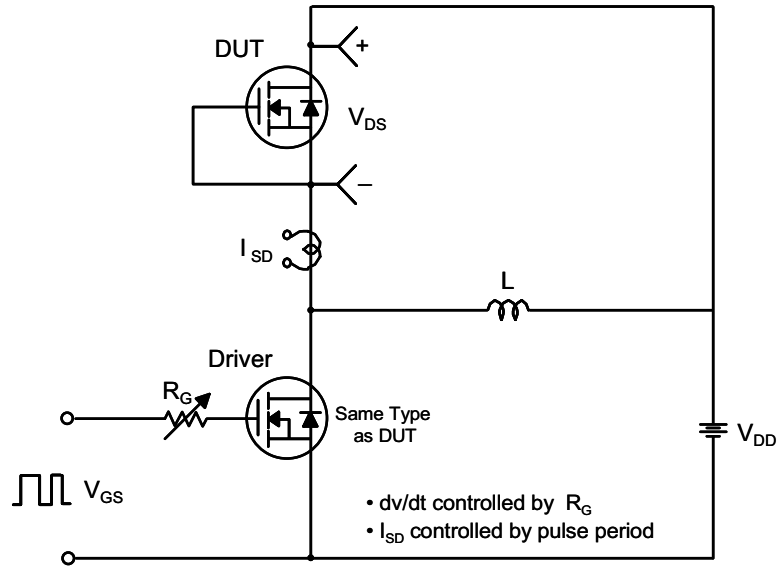 DUT
+
V_DS
–
I_SD
L
Driver
R_G
Same Type
as DUT
V_DD
V_GS
• dv/dt controlled by R_G
• I_SD controlled by pulse period